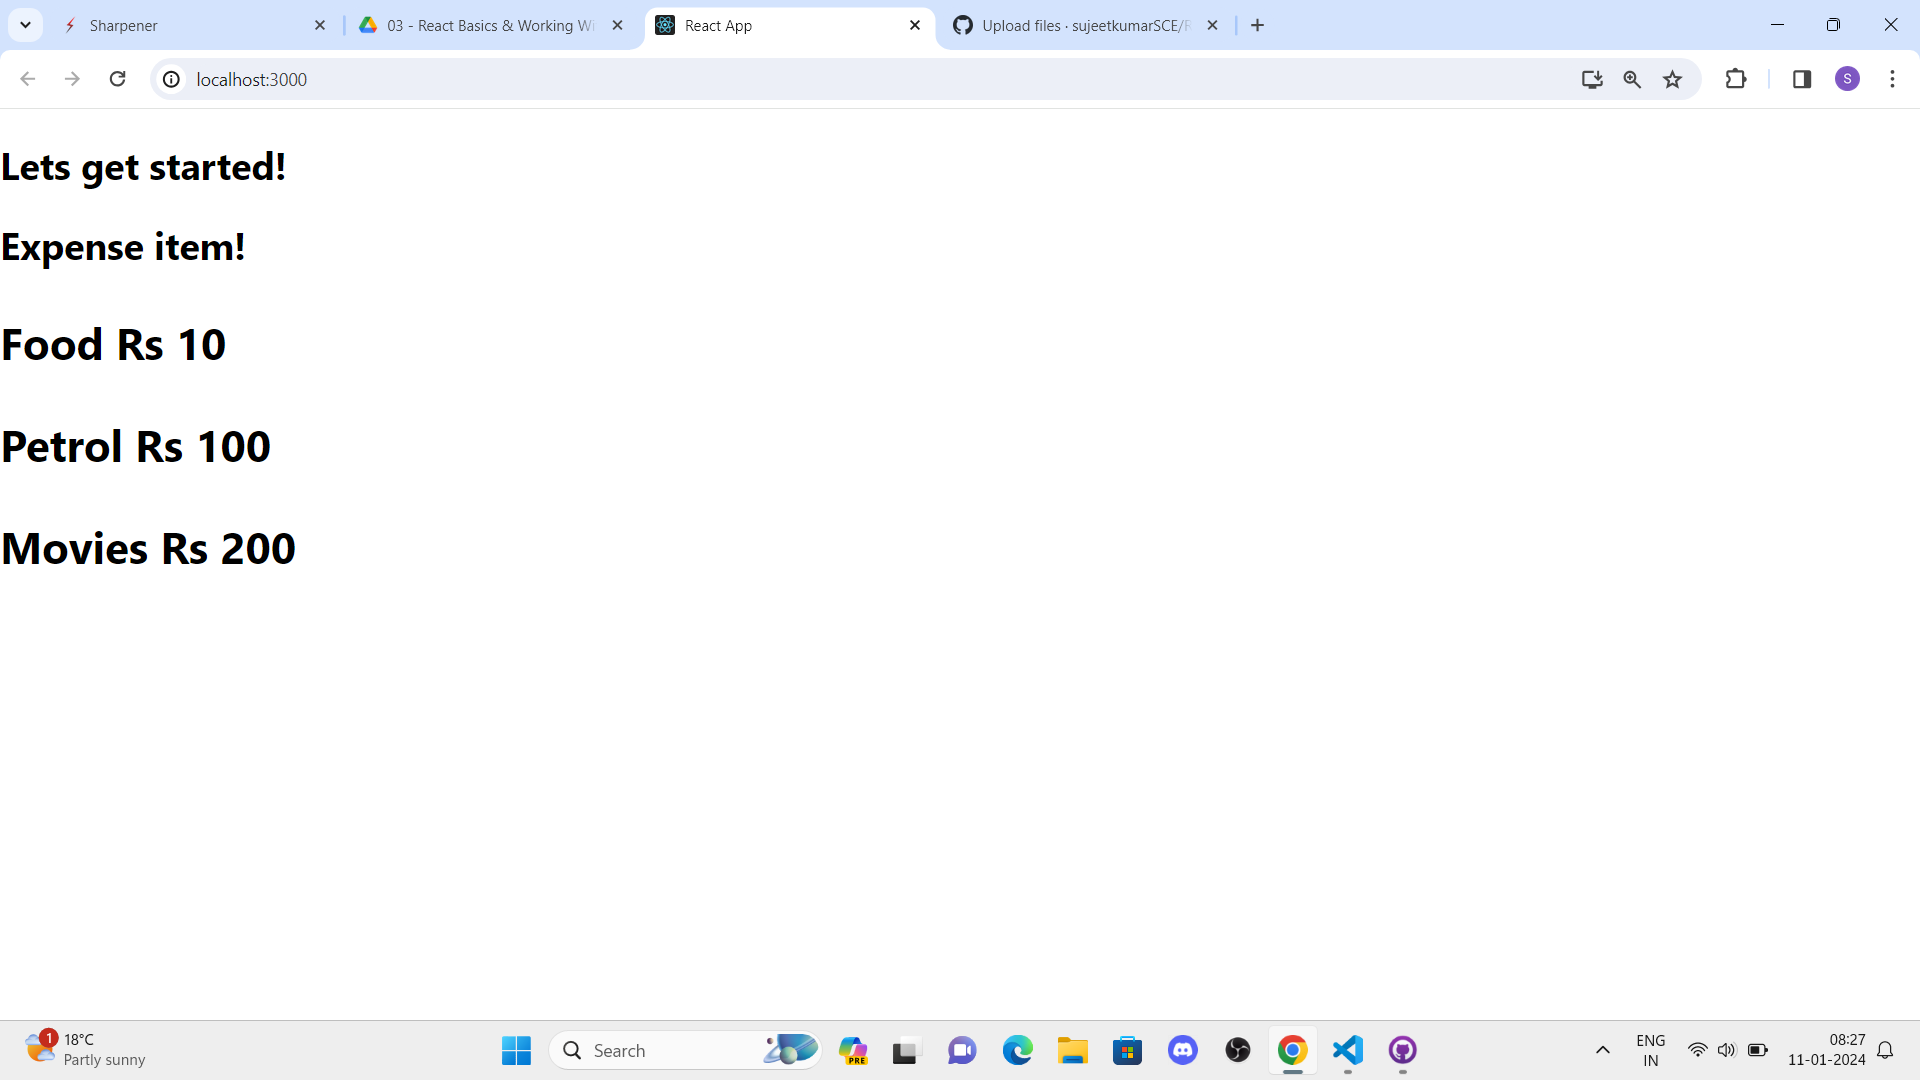 Sharpener
03 - React Basics & Working Wi
React App
Upload files · sujeetkumarSCE/R
localhost:3000
S
Lets get started!
Expense item!
Food Rs 10
Petrol Rs 100
Movies Rs 200
1
18°C
Partly sunny
Search
PRE
ENG
IN
08:27
11-01-2024